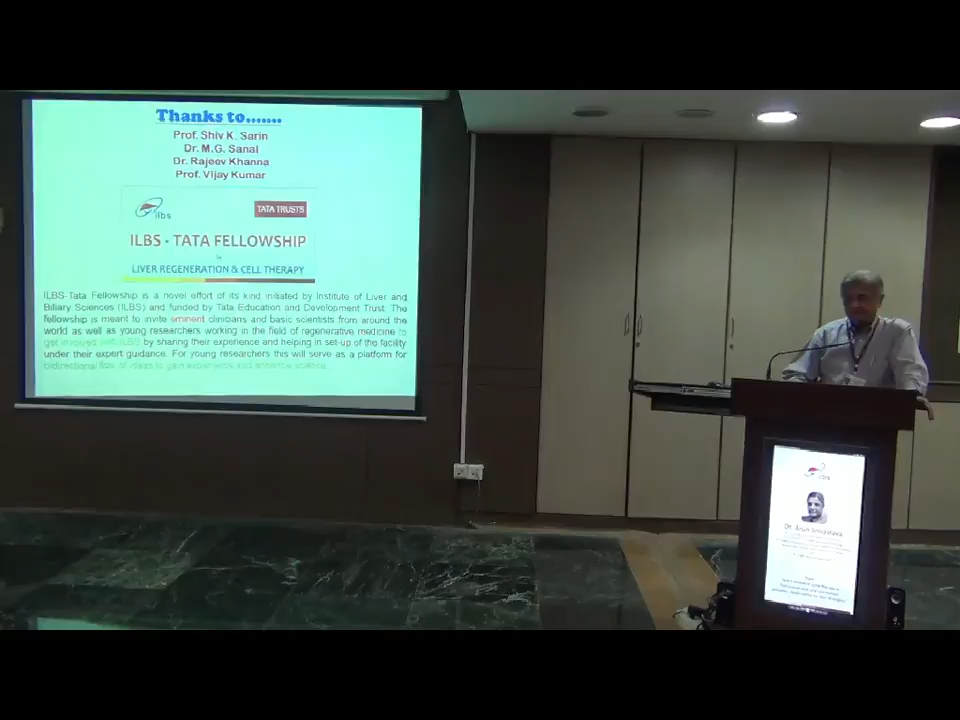 Thanks to.......
Prof. Shiv K. Sarin
Dr. M.G. Sanal
Dr. Rajeev Khanna
Prof. Vijay Kumar
ilbs
TATA TRUSTS
ILBS - TATA FELLOWSHIP
in
LIVER REGENERATION & CELL THERAPY
ILBS-Tata Fellowship is a novel effort of its kind initiated by Institute of Liver and
Biliary Sciences (ILBS) and funded by Tata Education and Development Trust. The
fellowship is meant to invite eminent clinicians and basic scientists from around the
world as well as young researchers working in the field of regenerative medicine to
get involved with ILBS by sharing their experience and helping in set-up of the facility
under their expert guidance. For young researchers this will serve as a platform for
bidirectional flow of ideas to gain experience and enhance science.
ilbs
Dr. Arun Srivastava